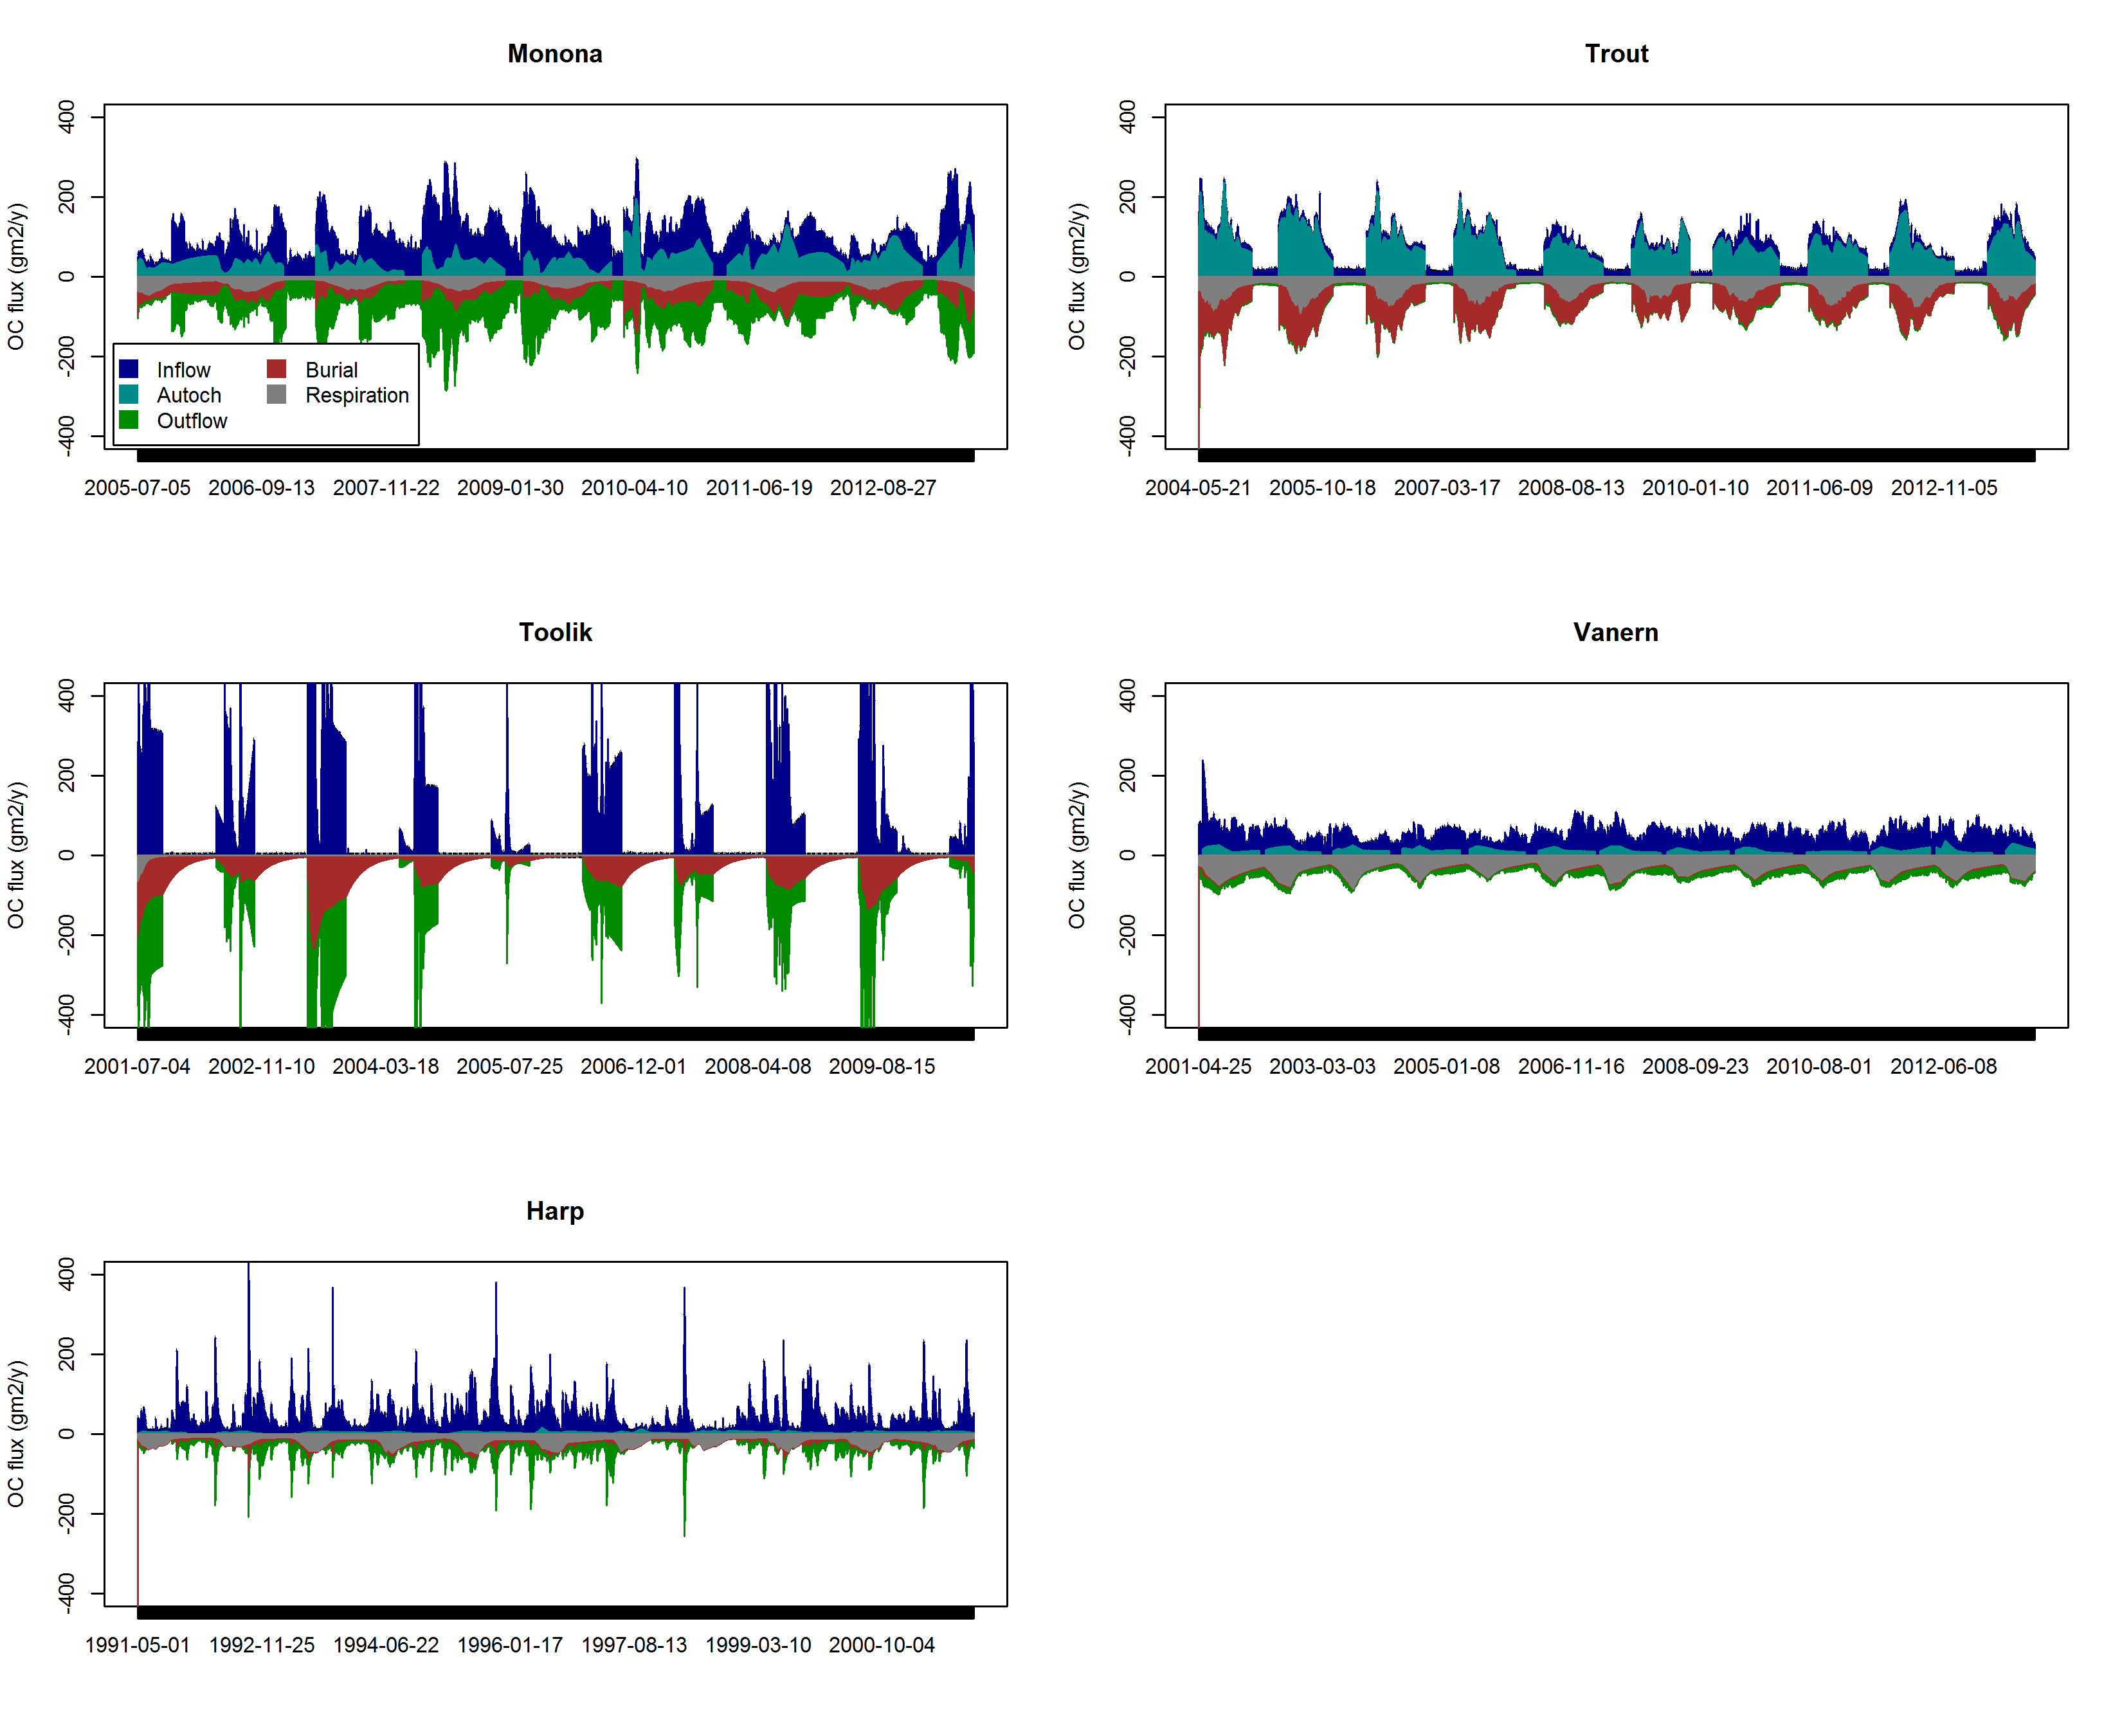 Monona
OC flux (gm2/y)
400
200
0
-200
-400
Inflow
Autoch
Outflow
Burial
Respiration
2005-07-05 2006-09-13 2007-11-22 2009-01-30 2010-04-10 2011-06-19 2012-08-27
Trout
OC flux (gm2/y)
400
200
0
-200
-400
2004-05-21 2005-10-18 2007-03-17 2008-08-13 2010-01-10 2011-06-09 2012-11-05
Toolik
OC flux (gm2/y)
400
200
0
-200
-400
2001-07-04 2002-11-10 2004-03-18 2005-07-25 2006-12-01 2008-04-08 2009-08-15
Vanern
OC flux (gm2/y)
400
200
0
-200
-400
2001-04-25 2003-03-03 2005-01-08 2006-11-16 2008-09-23 2010-08-01 2012-06-08
Harp
OC flux (gm2/y)
400
200
0
-200
-400
1991-05-01 1992-11-25 1994-06-22 1996-01-17 1997-08-13 1999-03-10 2000-10-04